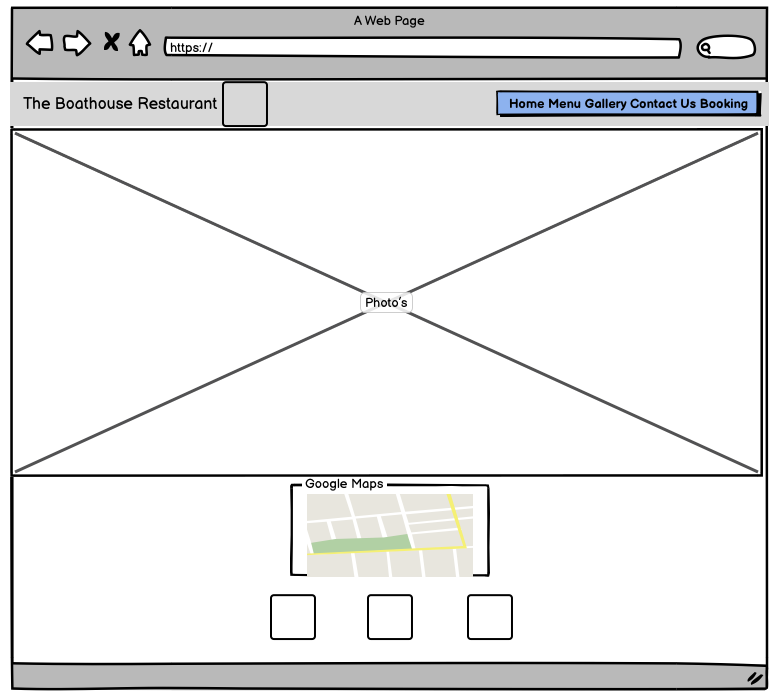 A Web Page
https://
The Boathouse Restaurant
Home Menu Gallery Contact Us Booking
Photo's
Google Maps